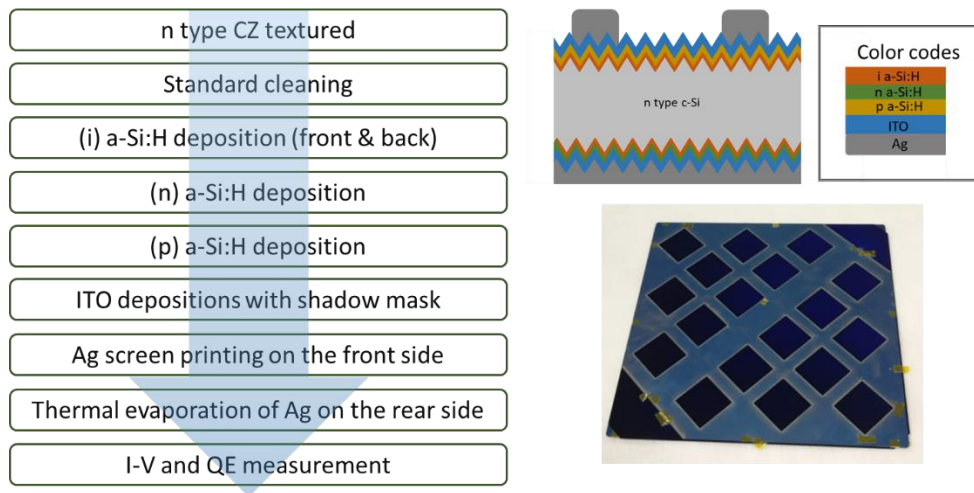 n type CZ textured
Standard cleaning
(i) a-Si:H deposition (front & back)
(n) a-Si:H deposition
(p) a-Si:H deposition
ITO depositions with shadow mask
Ag screen printing on the front side
Thermal evaporation of Ag on the rear side
I-V and QE measurement
n type c-Si
Color codes
i a-Si:H
n a-Si:H
p a-Si:H
ITO
Ag